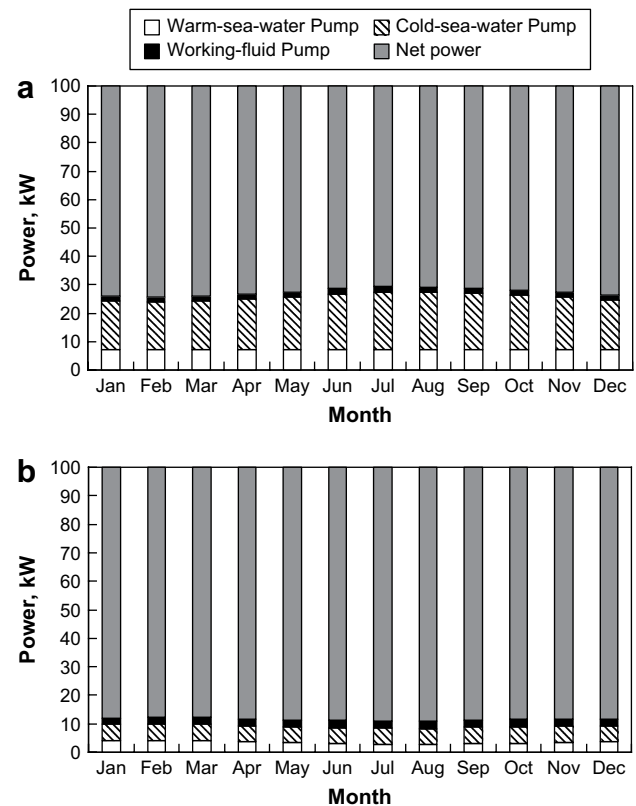 Warm-sea-water Pump Cold-sea-water Pump
Working-fluid Pump Net power
a
100
90
80
70
60
50
40
30
20
10
0
Power, kW
Jan Feb Mar Apr May Jun Jul Aug Sep Oct Nov Dec
Month
b
100
90
80
70
60
50
40
30
20
10
0
Power, kW
Jan Feb Mar Apr May Jun Jul Aug Sep Oct Nov Dec
Month